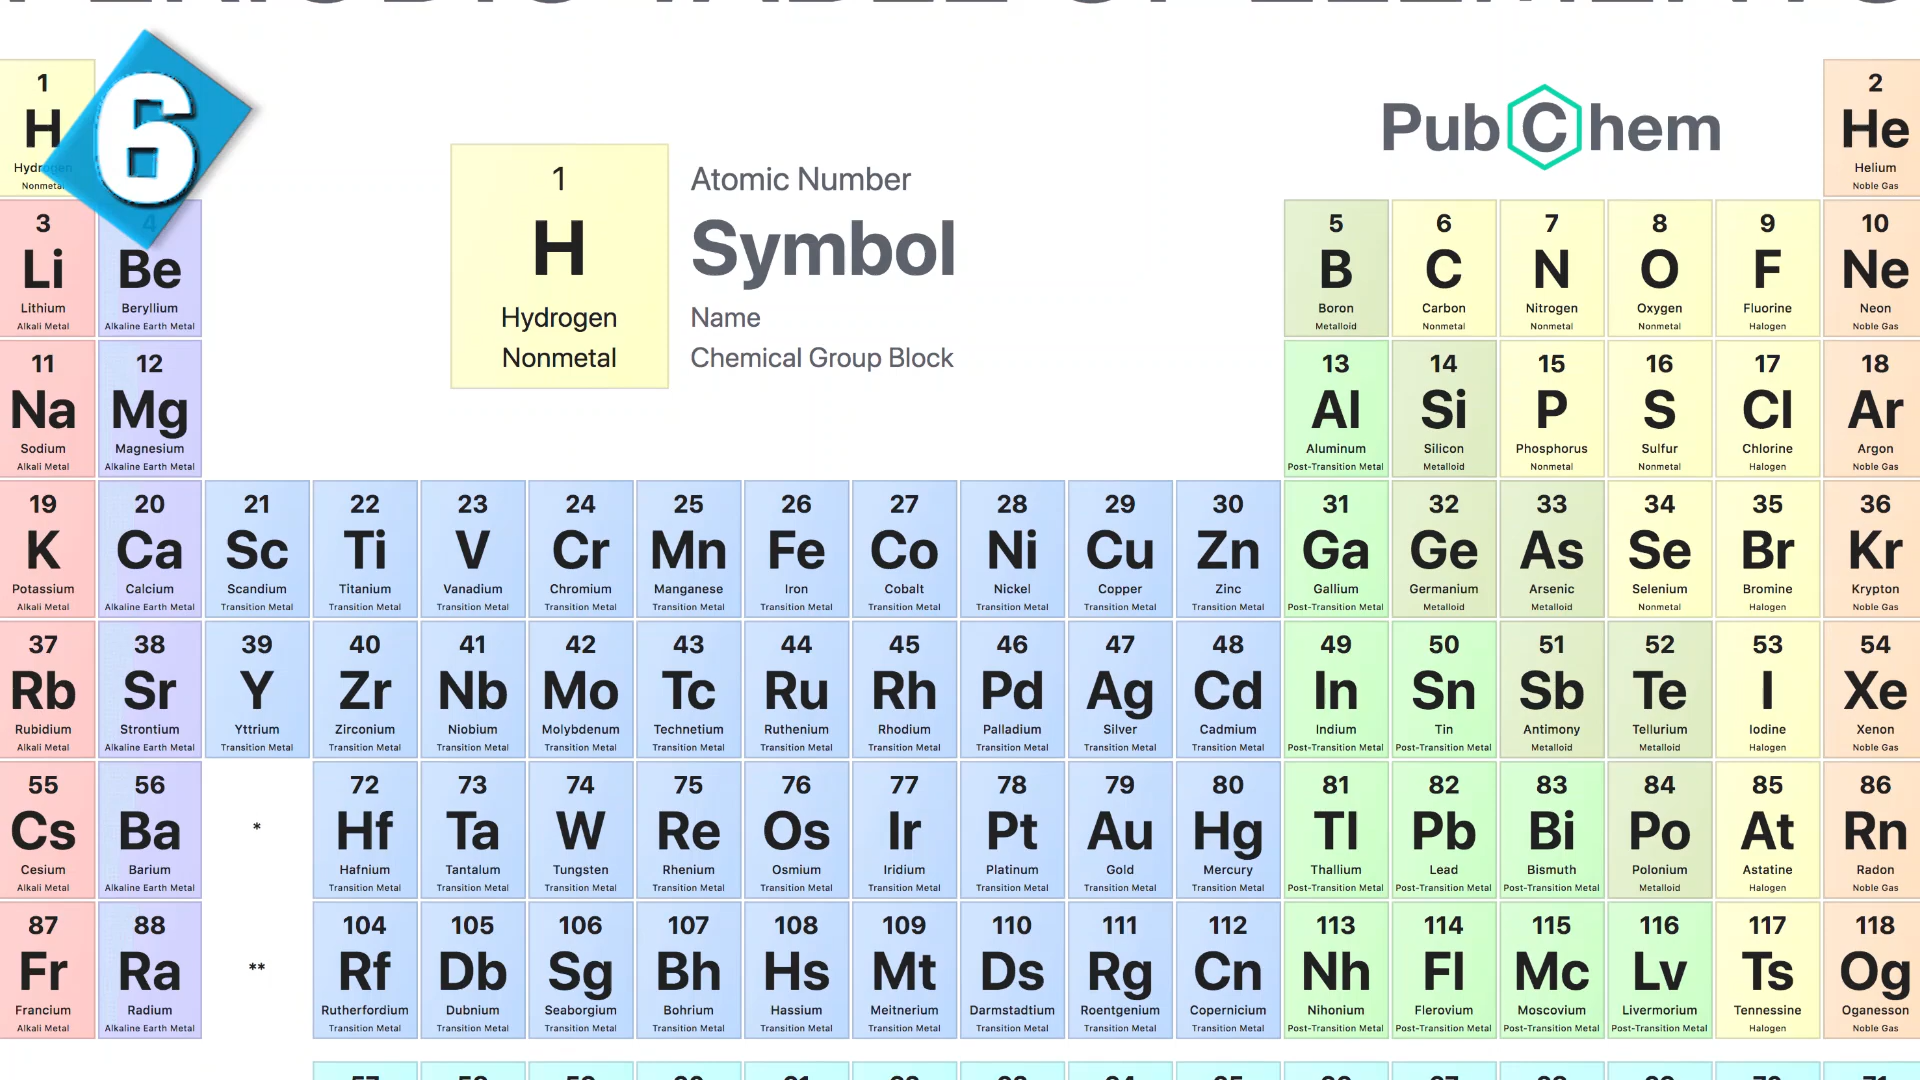 PERIODIC TABLE OF ELEMENTS
6
1
H
Hydrogen
Nonmetal
1
H
Hydrogen
Nonmetal
Atomic Number
Symbol
Name
Chemical Group Block
PubChem
2
He
Helium
Noble Gas
3 4 5 6 7 8 9 10
Li Be B C N O F Ne
Lithium Beryllium Boron Carbon Nitrogen Oxygen Fluorine Neon
Alkali Metal Alkaline Earth Metal Metalloid Nonmetal Nonmetal Nonmetal Halogen Noble Gas
11 12 13 14 15 16 17 18
Na Mg Al Si P S Cl Ar
Sodium Magnesium Aluminum Silicon Phosphorus Sulfur Chlorine Argon
Alkali Metal Alkaline Earth Metal Post-Transition Metal Metalloid Nonmetal Nonmetal Halogen Noble Gas
19 20 21 22 23 24 25 26 27 28 29 30 31 32 33 34 35 36
K Ca Sc Ti V Cr Mn Fe Co Ni Cu Zn Ga Ge As Se Br Kr
Potassium Calcium Scandium Titanium Vanadium Chromium Manganese Iron Cobalt Nickel Copper Zinc Gallium Germanium Arsenic Selenium Bromine Krypton
Alkali Metal Alkaline Earth Metal Transition Metal Transition Metal Transition Metal Transition Metal Transition Metal Transition Metal Transition Metal Transition Metal Transition Metal Transition Metal Post-Transition Metal Metalloid Metalloid Nonmetal Halogen Noble Gas
37 38 39 40 41 42 43 44 45 46 47 48 49 50 51 52 53 54
Rb Sr Y Zr Nb Mo Tc Ru Rh Pd Ag Cd In Sn Sb Te I Xe
Rubidium Strontium Yttrium Zirconium Niobium Molybdenum Technetium Ruthenium Rhodium Palladium Silver Cadmium Indium Tin Antimony Tellurium Iodine Xenon
Alkali Metal Alkaline Earth Metal Transition Metal Transition Metal Transition Metal Transition Metal Transition Metal Transition Metal Transition Metal Transition Metal Transition Metal Transition Metal Post-Transition Metal Post-Transition Metal Metalloid Metalloid Halogen Noble Gas
55 56 72 73 74 75 76 77 78 79 80 81 82 83 84 85 86
Cs Ba * Hf Ta W Re Os Ir Pt Au Hg Tl Pb Bi Po At Rn
Cesium Barium Hafnium Tantalum Tungsten Rhenium Osmium Iridium Platinum Gold Mercury Thallium Lead Bismuth Polonium Astatine Radon
Alkali Metal Alkaline Earth Metal Transition Metal Transition Metal Transition Metal Transition Metal Transition Metal Transition Metal Transition Metal Transition Metal Transition Metal Post-Transition Metal Post-Transition Metal Post-Transition Metal Metalloid Halogen Noble Gas
87 88 104 105 106 107 108 109 110 111 112 113 114 115 116 117 118
Fr Ra ** Rf Db Sg Bh Hs Mt Ds Rg Cn Nh Fl Mc Lv Ts Og
Francium Radium Rutherfordium Dubnium Seaborgium Bohrium Hassium Meitnerium Darmstadtium Roentgenium Copernicium Nihonium Flerovium Moscovium Livermorium Tennessine Oganesson
Alkali Metal Alkaline Earth Metal Transition Metal Transition Metal Transition Metal Transition Metal Transition Metal Transition Metal Transition Metal Transition Metal Transition Metal Post-Transition Metal Post-Transition Metal Post-Transition Metal Post-Transition Metal Halogen Noble Gas